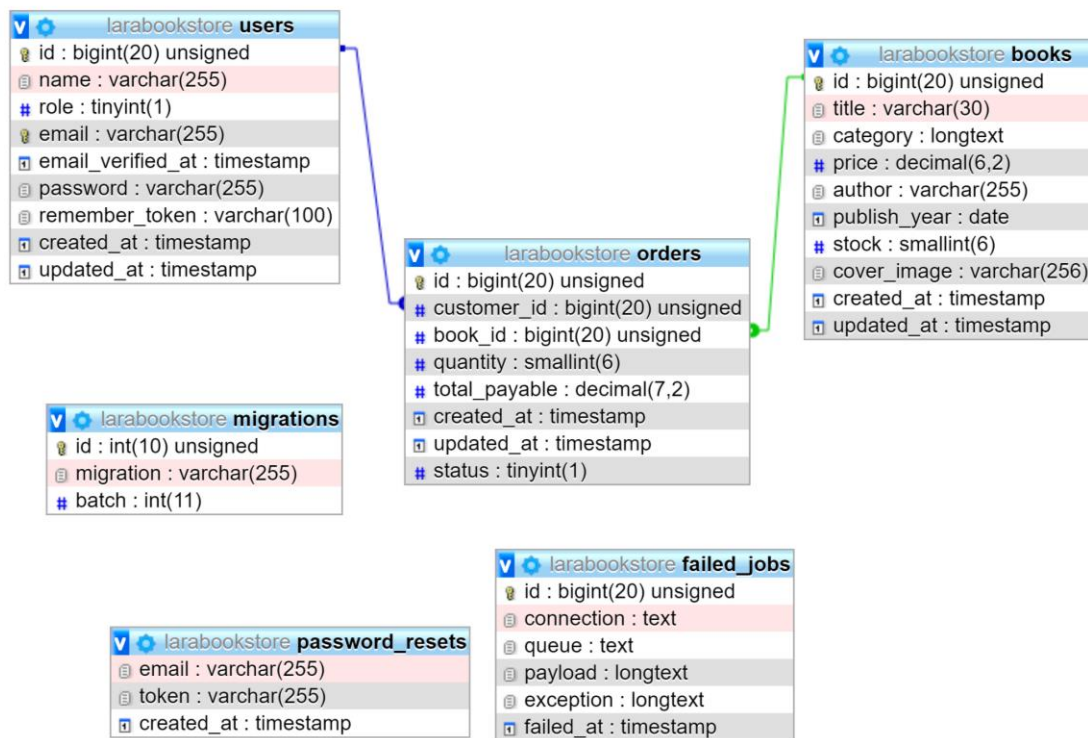 larabookstore users
id : bigint(20) unsigned
name : varchar(255)
role : tinyint(1)
email : varchar(255)
email_verified_at : timestamp
password : varchar(255)
remember_token : varchar(100)
created_at : timestamp
updated_at : timestamp
larabookstore books
id : bigint(20) unsigned
title : varchar(30)
category : longtext
price : decimal(6,2)
author : varchar(255)
publish_year : date
stock : smallint(6)
cover_image : varchar(256)
created_at : timestamp
updated_at : timestamp
larabookstore orders
id : bigint(20) unsigned
customer_id : bigint(20) unsigned
book_id : bigint(20) unsigned
quantity : smallint(6)
total_payable : decimal(7,2)
created_at : timestamp
updated_at : timestamp
status : tinyint(1)
larabookstore migrations
id : int(10) unsigned
migration : varchar(255)
batch : int(11)
larabookstore failed_jobs
id : bigint(20) unsigned
connection : text
queue : text
payload : longtext
exception : longtext
failed_at : timestamp
larabookstore password_resets
email : varchar(255)
token : varchar(255)
created_at : timestamp